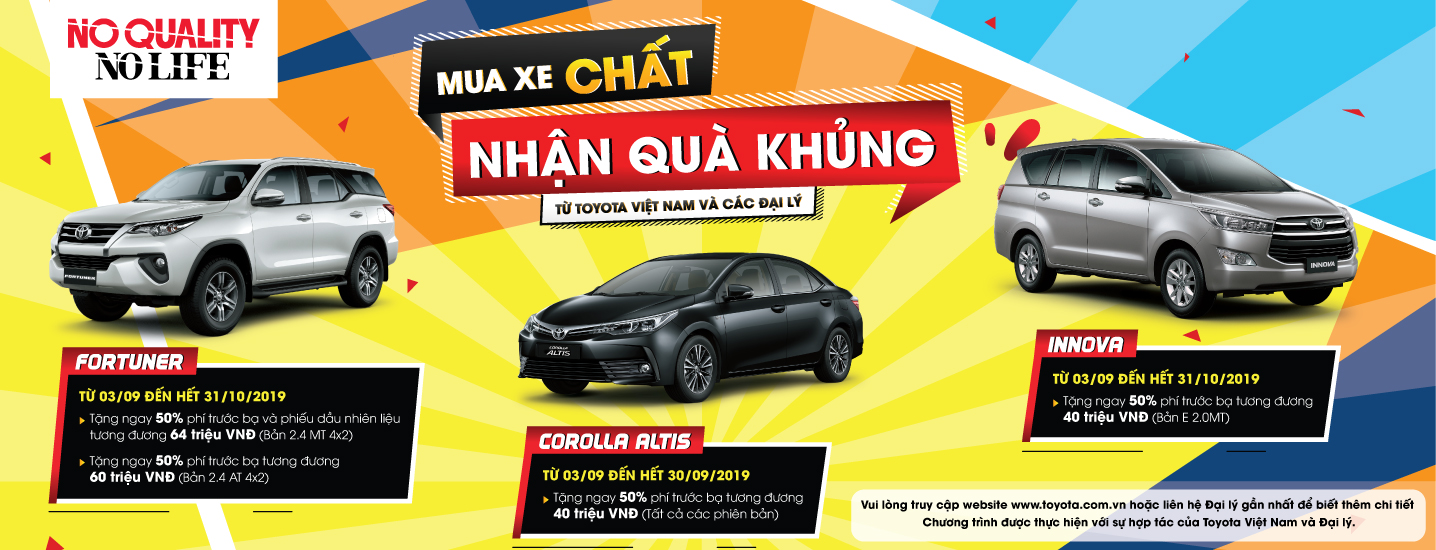 NO QUALITY
NO LIFE
MUA XE CHẤT
NHẬN QUÀ KHỦNG
TỪ TOYOTA VIỆT NAM VÀ CÁC ĐẠI LÝ
FORTUNER
FORTUNER
TỪ 03/09 ĐẾN HẾT 31/10/2019
Tặng ngay 50% phí trước bạ và phiếu dầu nhiên liệu
tương đương 64 triệu VNĐ (Bản 2.4 MT 4x2)
Tặng ngay 50% phí trước bạ tương đương
60 triệu VNĐ (Bản 2.4 AT 4x2)
COROLLA
ALTIS
COROLLA ALTIS
TỪ 03/09 ĐẾN HẾT 30/09/2019
Tặng ngay 50% phí trước bạ tương đương
40 triệu VNĐ (Tất cả các phiên bản)
INNOVA
INNOVA
TỪ 03/09 ĐẾN HẾT 31/10/2019
Tặng ngay 50% phí trước bạ tương đương
40 triệu VNĐ (Bản E 2.0MT)
Vui lòng truy cập website www.toyota.com.vn hoặc liên hệ Đại lý gần nhất để biết thêm chi tiết
Chương trình được thực hiện với sự hợp tác của Toyota Việt Nam và Đại lý.